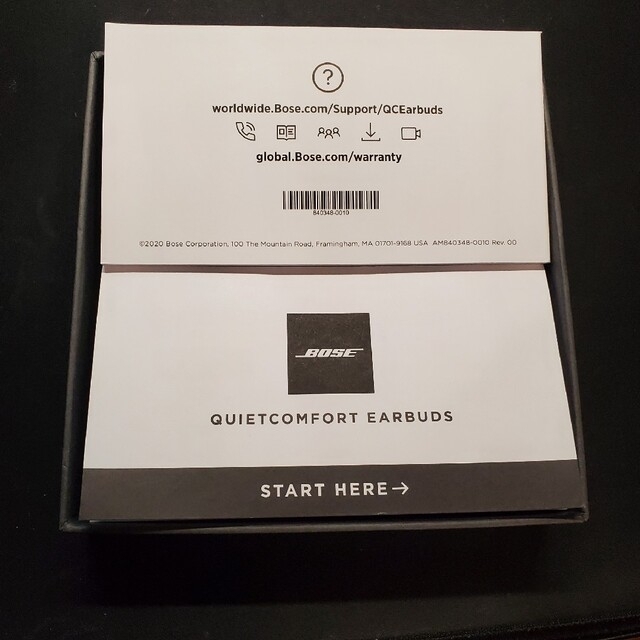 ?
worldwide.Bose.com/Support/QCEarbuds
global.Bose.com/warranty
840348-0010
©2020 Bose Corporation, 100 The Mountain Road, Framingham, MA 01701-9168 USA AM840348-0010 Rev. 00
BOSE
QUIETCOMFORT EARBUDS
START HERE→